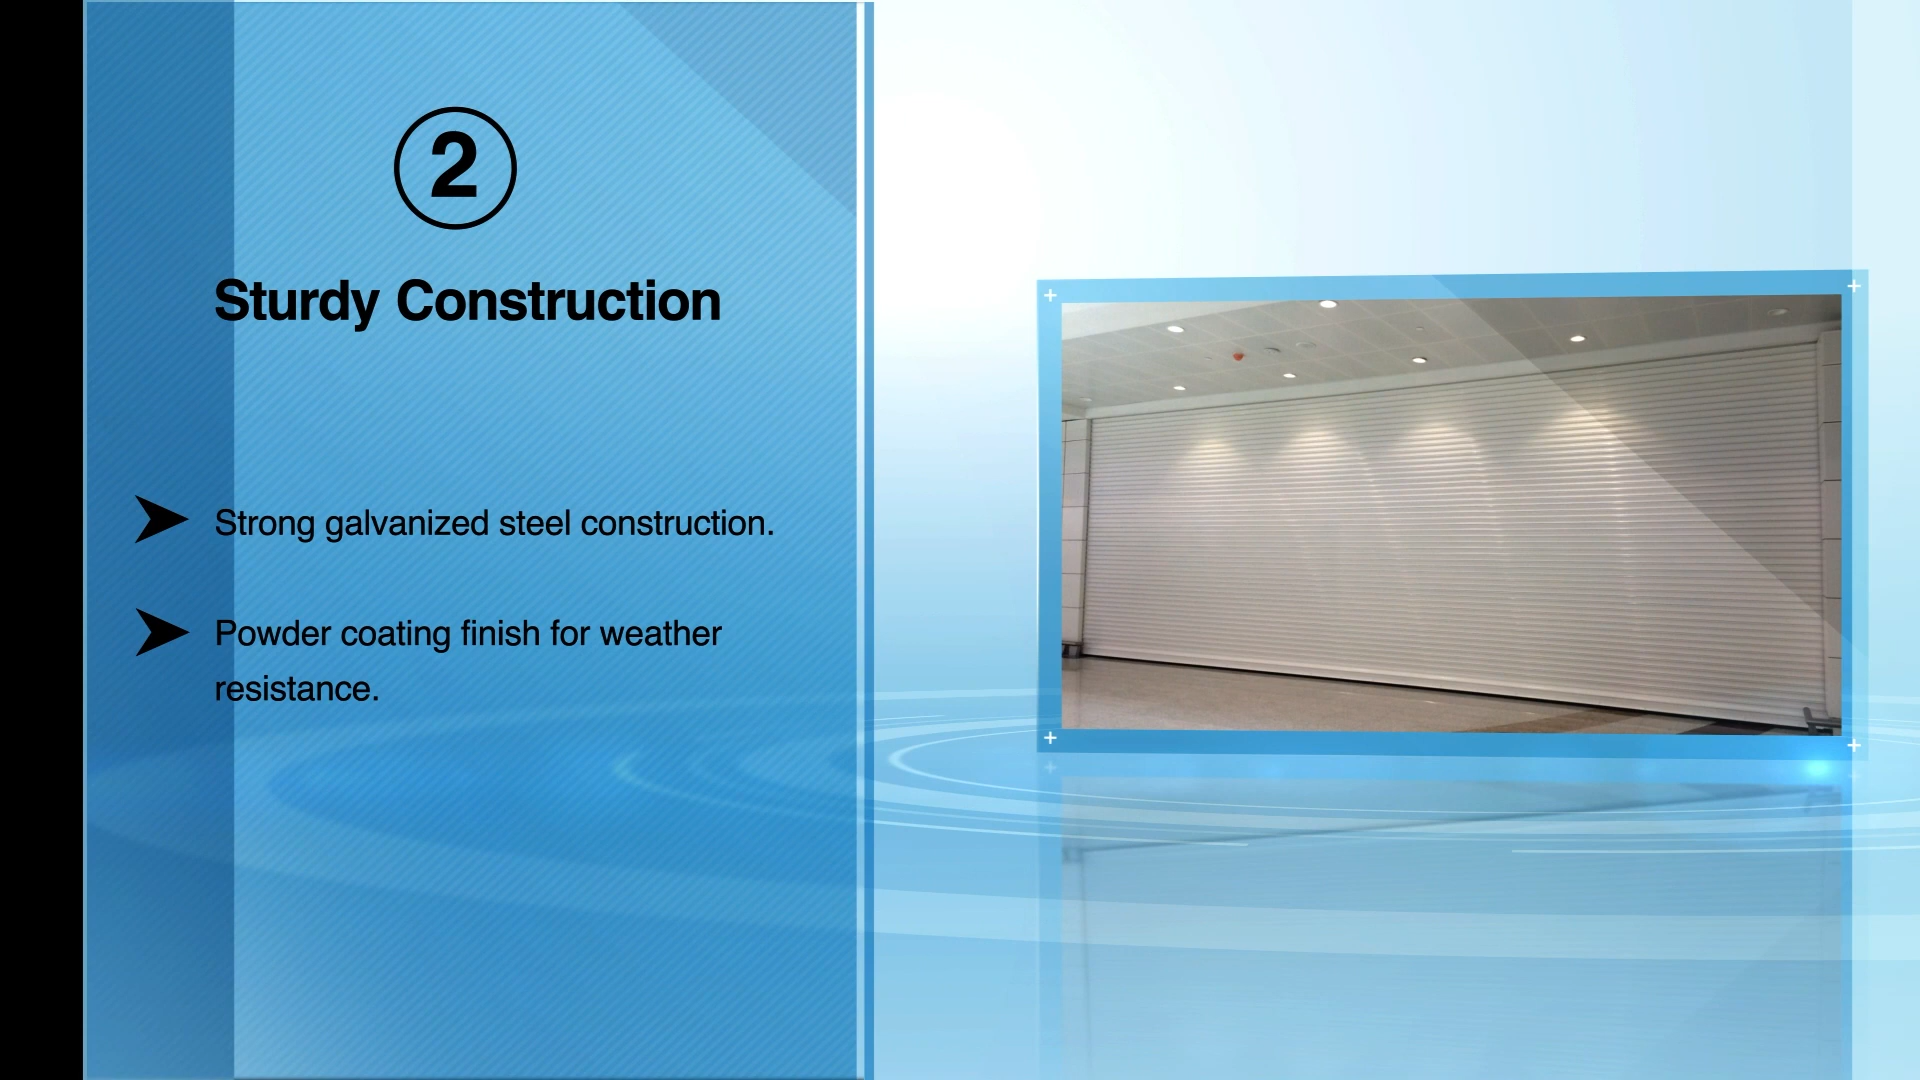 2
Sturdy Construction
Strong galvanized steel construction.
Powder coating finish for weather
resistance.